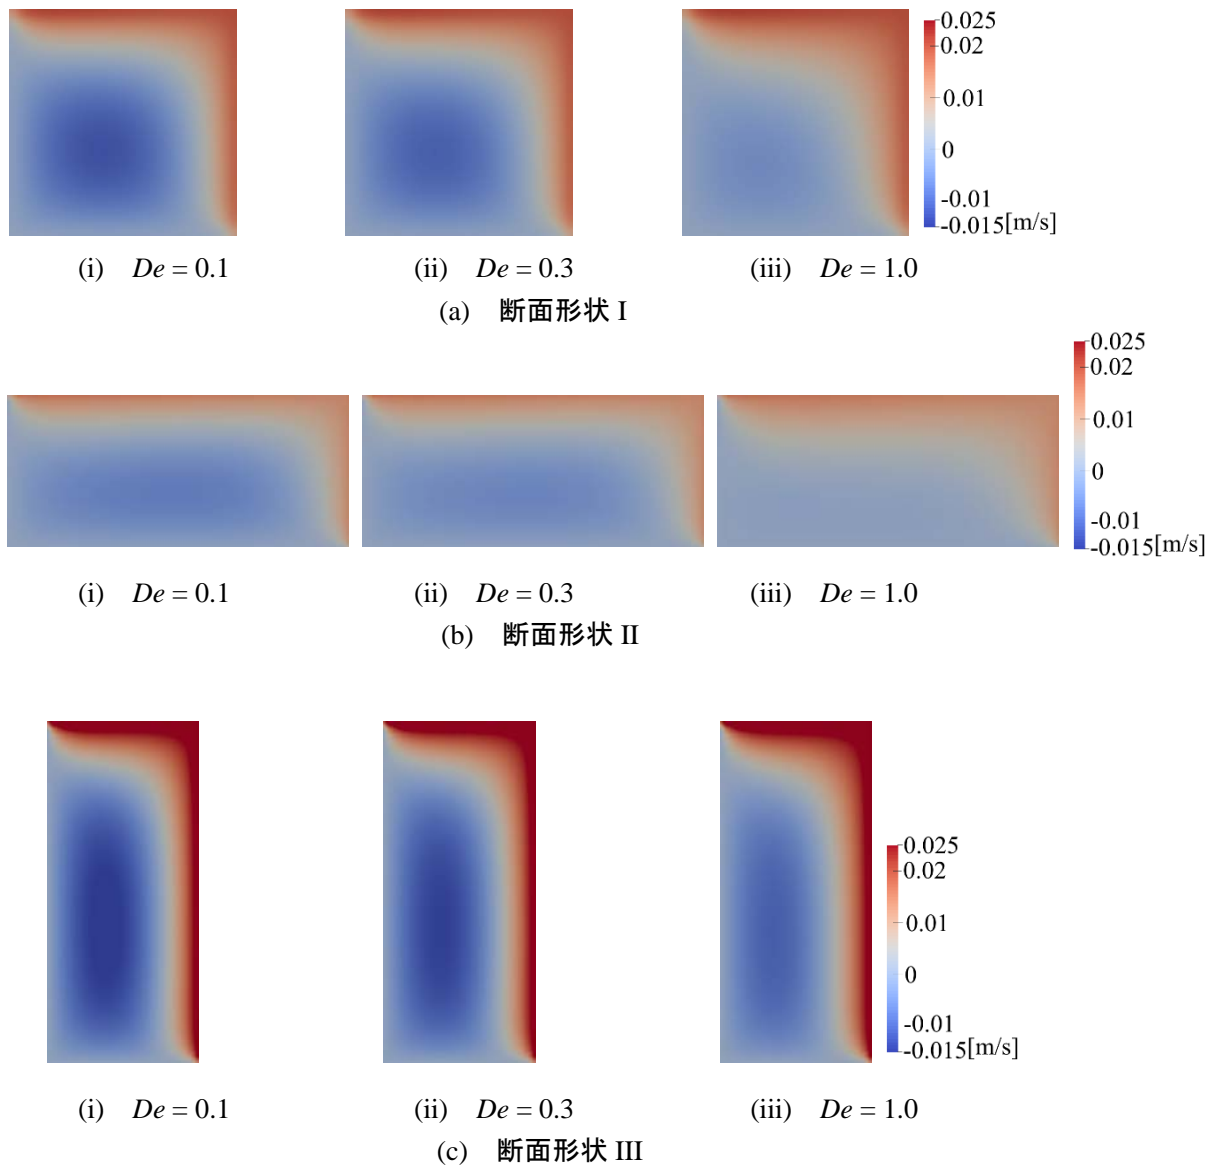 0.025
0.02
0.01
0
-0.01
-0.015[m/s]
(i) De = 0.1
(ii) De = 0.3
(iii) De = 1.0
(a) 断面形状 I
0.025
0.02
0.01
0
-0.01
-0.015[m/s]
(i) De = 0.1
(ii) De = 0.3
(iii) De = 1.0
(b) 断面形状 II
0.025
0.02
0.01
0
-0.01
-0.015[m/s]
(i) De = 0.1
(ii) De = 0.3
(iii) De = 1.0
(c) 断面形状 III